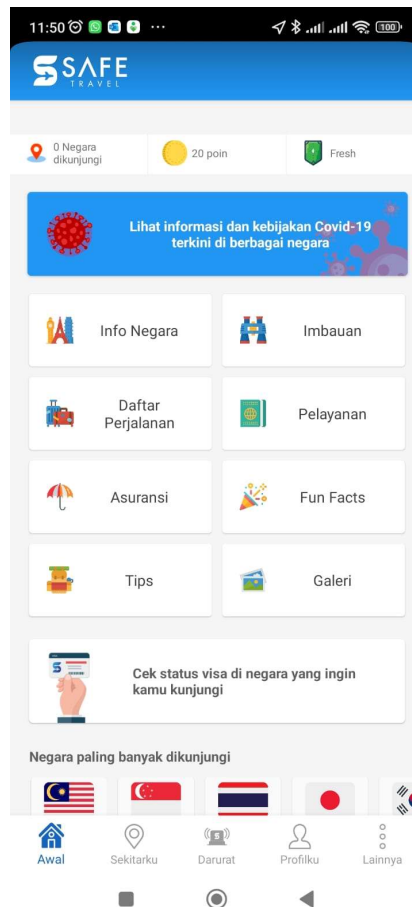 11:50
100
SAFE
TRAVEL
0 Negara
dikunjungi
20 poin
Fresh
Lihat informasi dan kebijakan Covid-19
terkini di berbagai negara
Info Negara
Imbauan
Daftar
Perjalanan
Pelayanan
Asuransi
Fun Facts
Tips
Galeri
Cek status visa di negara yang ingin
kamu kunjungi
Negara paling banyak dikunjungi
Awal
Sekitarku
Darurat
Profilku
Lainnya